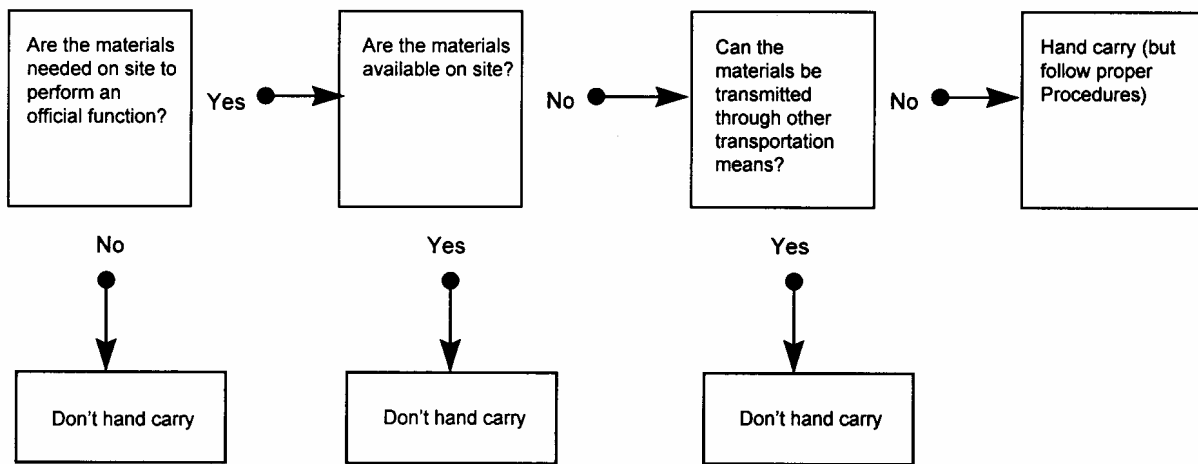 Are the materials
needed on site to
perform an
official function?
Yes
Are the materials
available on site?
No
Can the
materials be
transmitted
through other
transportation
means?
No
Hand carry (but
follow proper
Procedures)
No
Yes
Yes
Don't hand carry
Don't hand carry
Don't hand carry